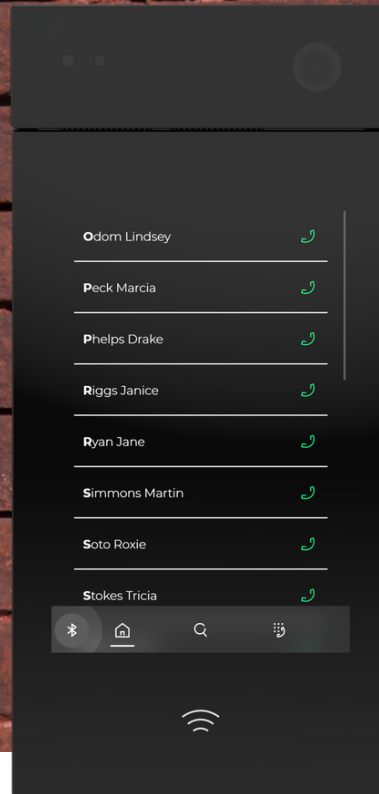 Odom Lindsey
Peck Marcia
Phelps Drake
Riggs Janice
Ryan Jane
Simmons Martin
Soto Roxie
Stokes Tricia